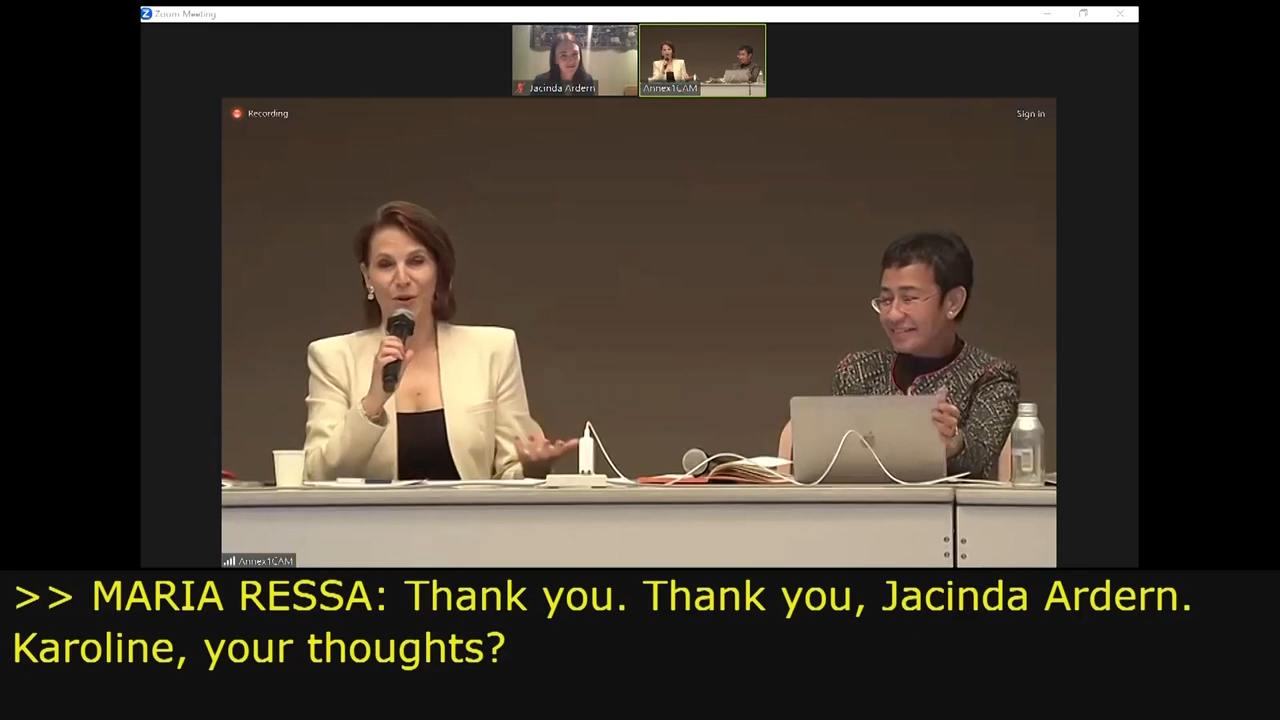 Zoom Meeting
Jacinda Ardern
Annex1CAM
Recording
Sign in
Annex1CAM
>> MARIA RESSA: Thank you. Thank you, Jacinda Ardern.
Karoline, your thoughts?